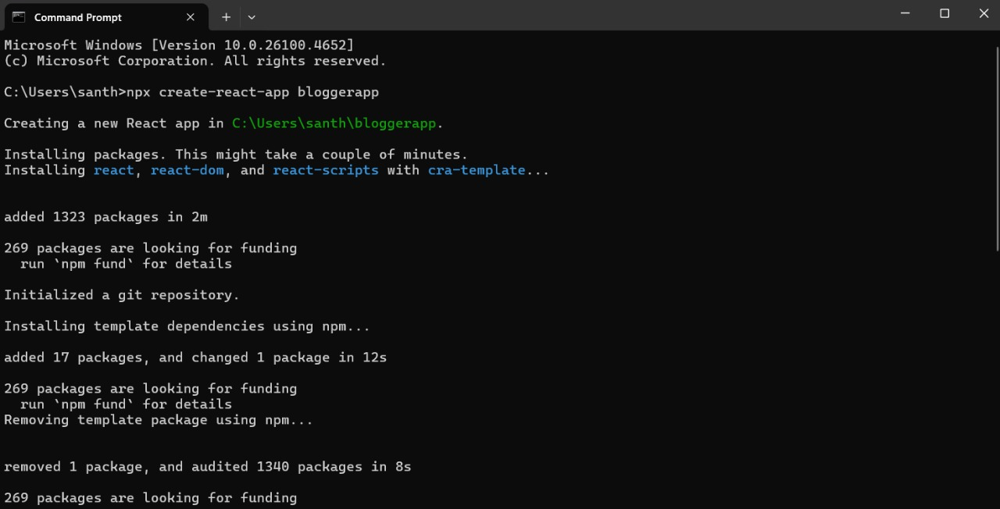 Command Prompt
Microsoft Windows [Version 10.0.26100.4652]
(c) Microsoft Corporation. All rights reserved.
C:\Users\santh>npx create-react-app bloggerapp
Creating a new React app in C:\Users\santh\bloggerapp.
Installing packages. This might take a couple of minutes.
Installing react, react-dom, and react-scripts with cra-template...
added 1323 packages in 2m
269 packages are looking for funding
  run `npm fund` for details
Initialized a git repository.
Installing template dependencies using npm...
added 17 packages, and changed 1 package in 12s
269 packages are looking for funding
  run `npm fund` for details
Removing template package using npm...
removed 1 package, and audited 1340 packages in 8s
269 packages are looking for funding